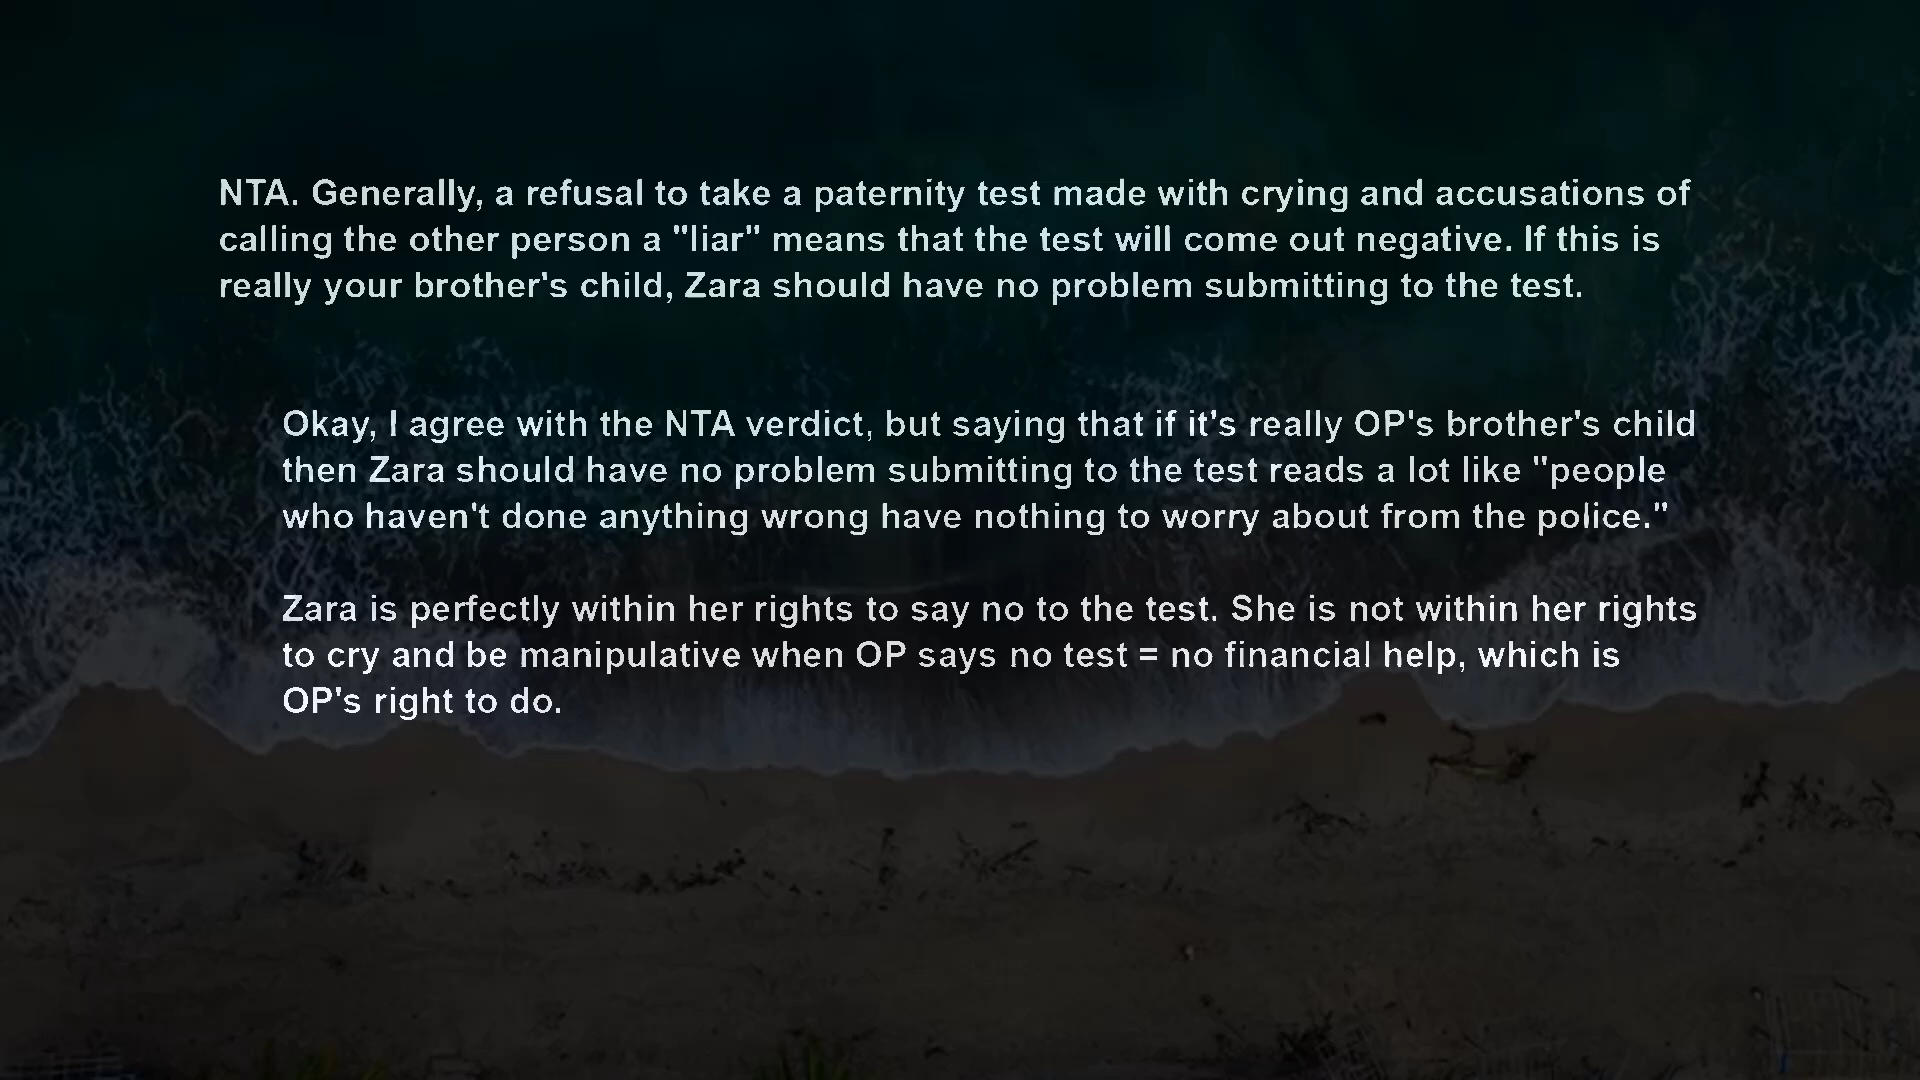 NTA. Generally, a refusal to take a paternity test made with crying and accusations of
calling the other person a "liar" means that the test will come out negative. If this is
really your brother's child, Zara should have no problem submitting to the test.
Okay, I agree with the NTA verdict, but saying that if it's really OP's brother's child
then Zara should have no problem submitting to the test reads a lot like "people
who haven't done anything wrong have nothing to worry about from the police."
Zara is perfectly within her rights to say no to the test. She is not within her rights
to cry and be manipulative when OP says no test = no financial help, which is
OP's right to do.